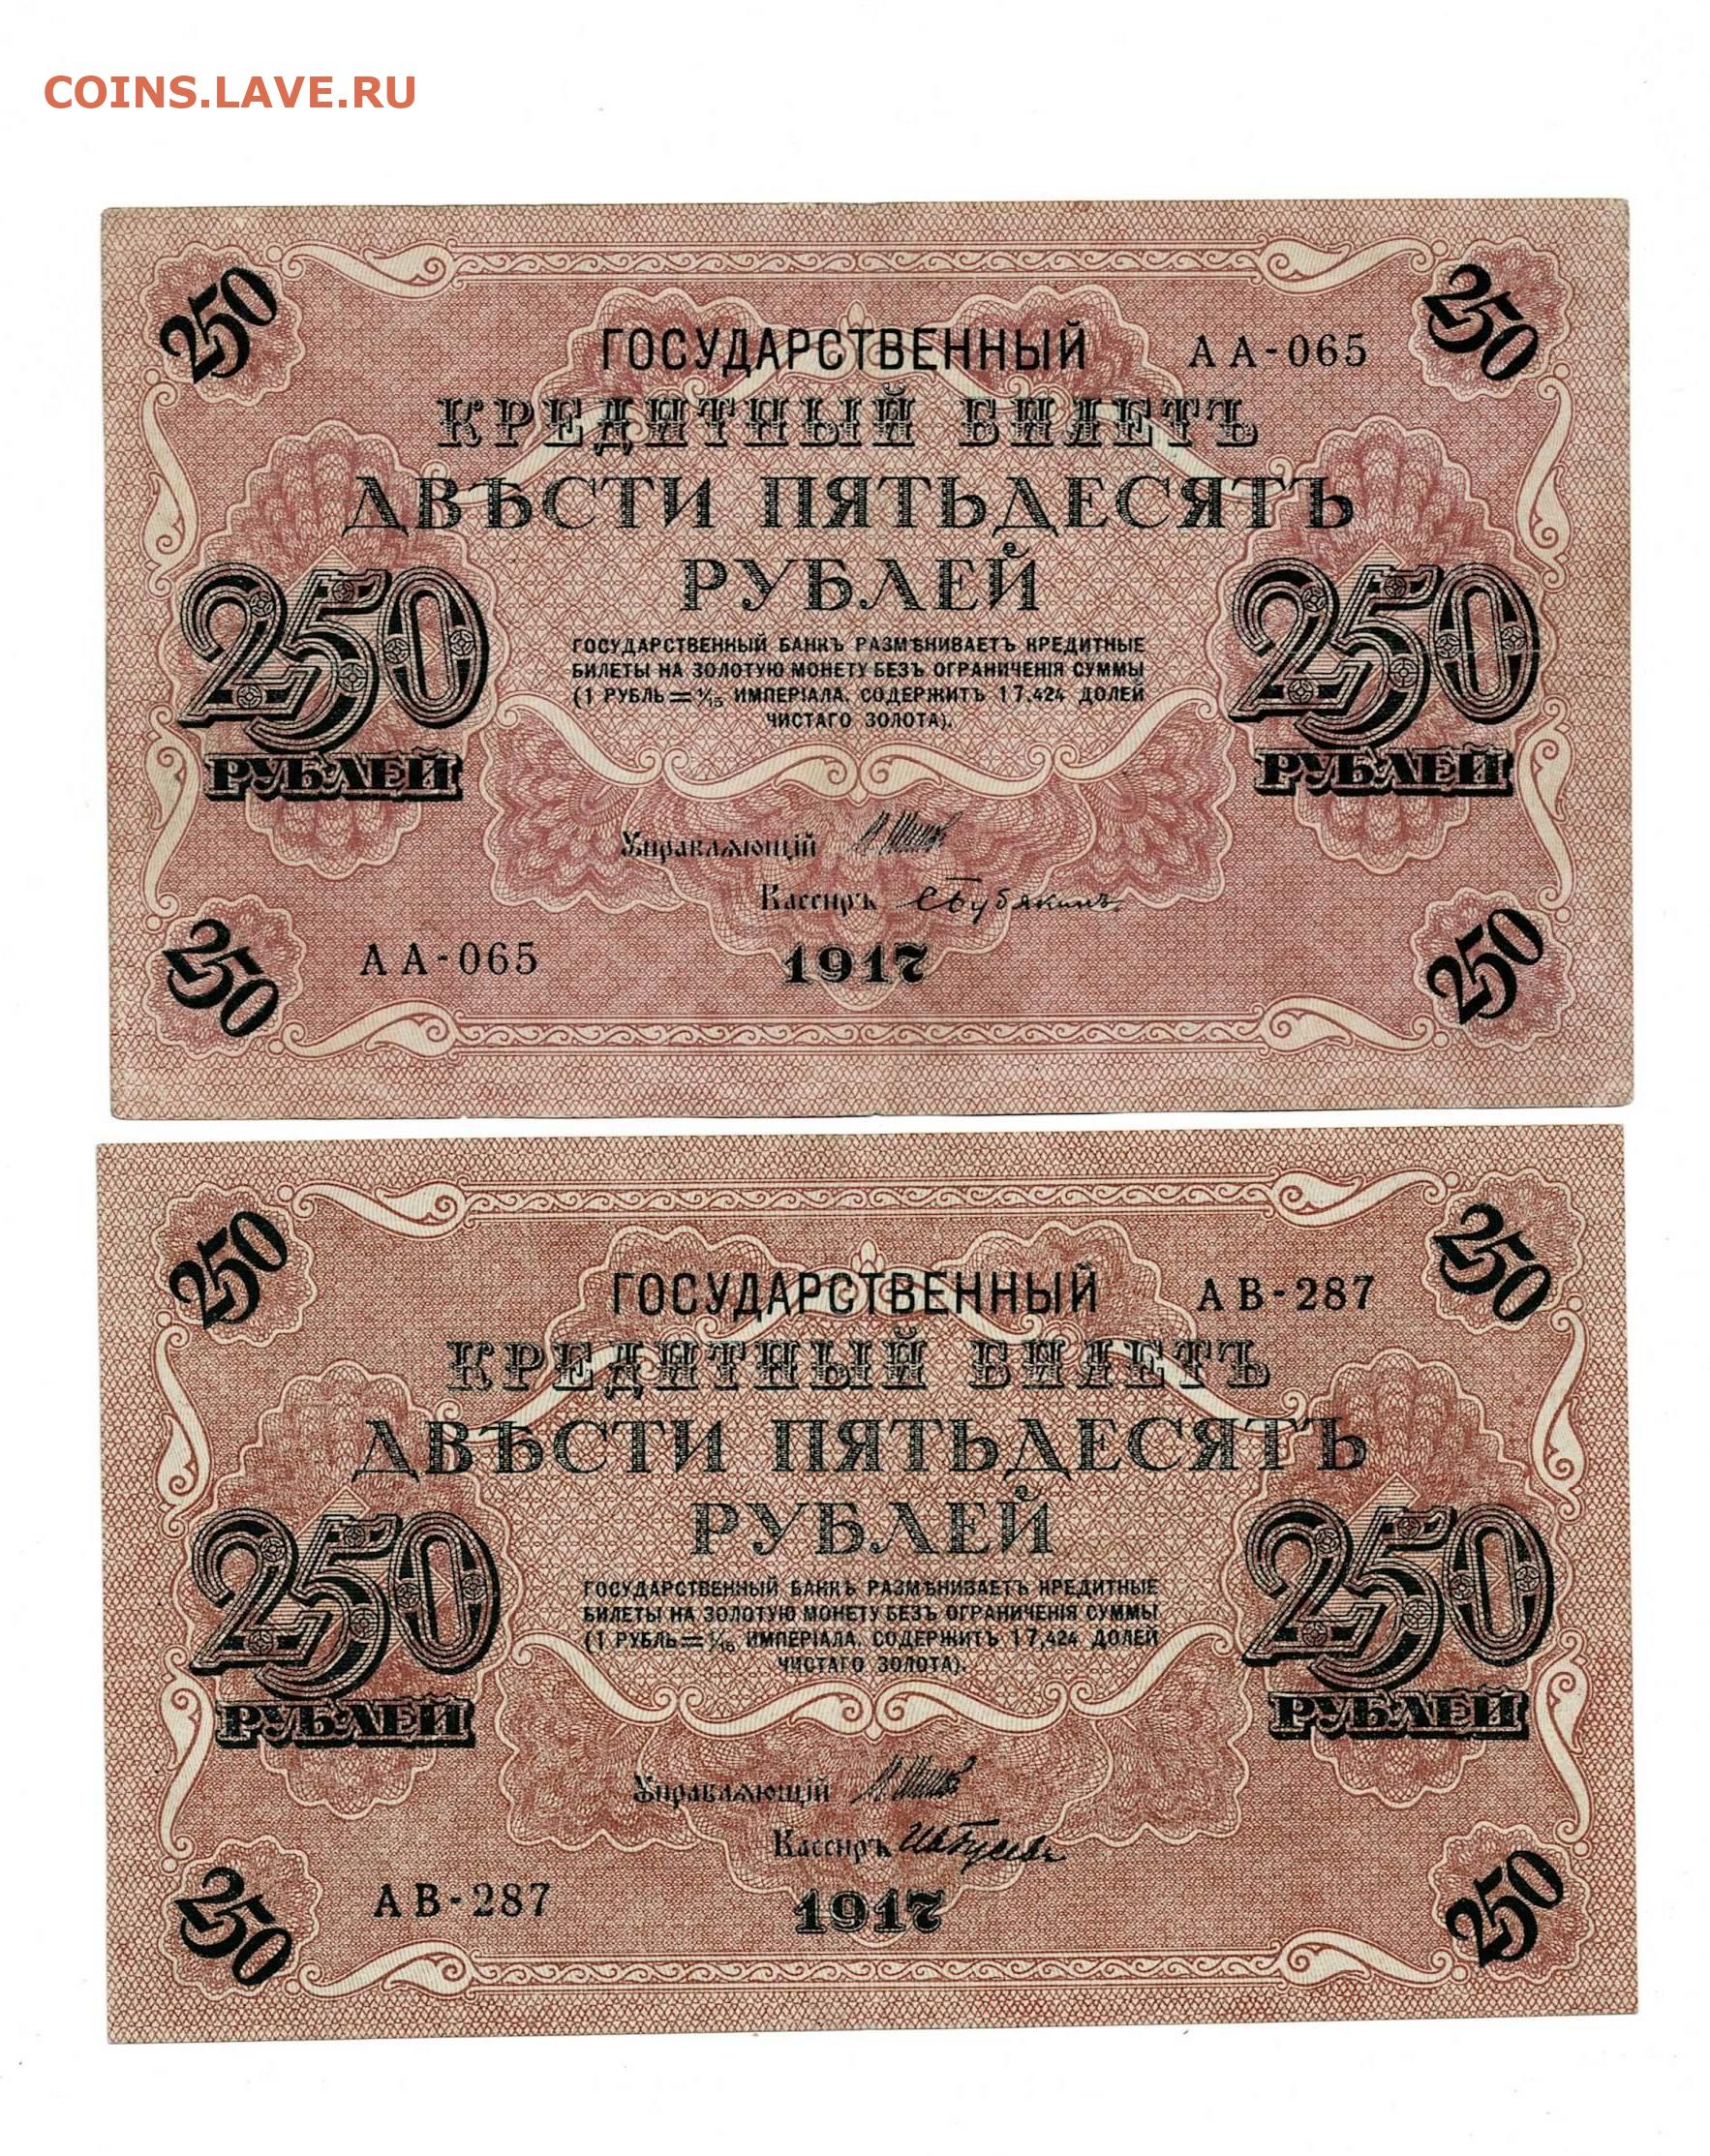 COINS.LAVE.RU
250
250
ГОСУДАРСТВЕННЫЙ АА-065
КРЕДИТНЫЙ БИЛЕТЪ
ДВѢСТИ ПЯТЬДЕСЯТЪ
РУБЛЕЙ
250
250
ГОСУДАРСТВЕННЫЙ БАНКЪ РАЗМѢНИВАЕТЪ КРЕДИТНЫЕ
БИЛЕТЫ НА ЗОЛОТУЮ МОНЕТУ БЕЗЪ ОГРАНИЧЕНІЯ СУММЫ
(1 РУБЛЬ = 1/15 ИМПЕРІАЛА, СОДЕРЖИТЪ 17,424 ДОЛЕЙ
ЧИСТАГО ЗОЛОТА).
РУБЛЕЙ
РУБЛЕЙ
Управляющій
Кассиръ СБубякинъ
АА-065
1917
250
250
250
250
ГОСУДАРСТВЕННЫЙ АВ-287
КРЕДИТНЫЙ БИЛЕТЪ
ДВѢСТИ ПЯТЬДЕСЯТЪ
РУБЛЕЙ
250
250
ГОСУДАРСТВЕННЫЙ БАНКЪ РАЗМѢНИВАЕТЪ КРЕДИТНЫЕ
БИЛЕТЫ НА ЗОЛОТУЮ МОНЕТУ БЕЗЪ ОГРАНИЧЕНІЯ СУММЫ
(1 РУБЛЬ = 1/15 ИМПЕРІАЛА, СОДЕРЖИТЪ 17,424 ДОЛЕЙ
ЧИСТАГО ЗОЛОТА).
РУБЛЕЙ
РУБЛЕЙ
Управляющій
Кассиръ
АВ-287
1917
250
250